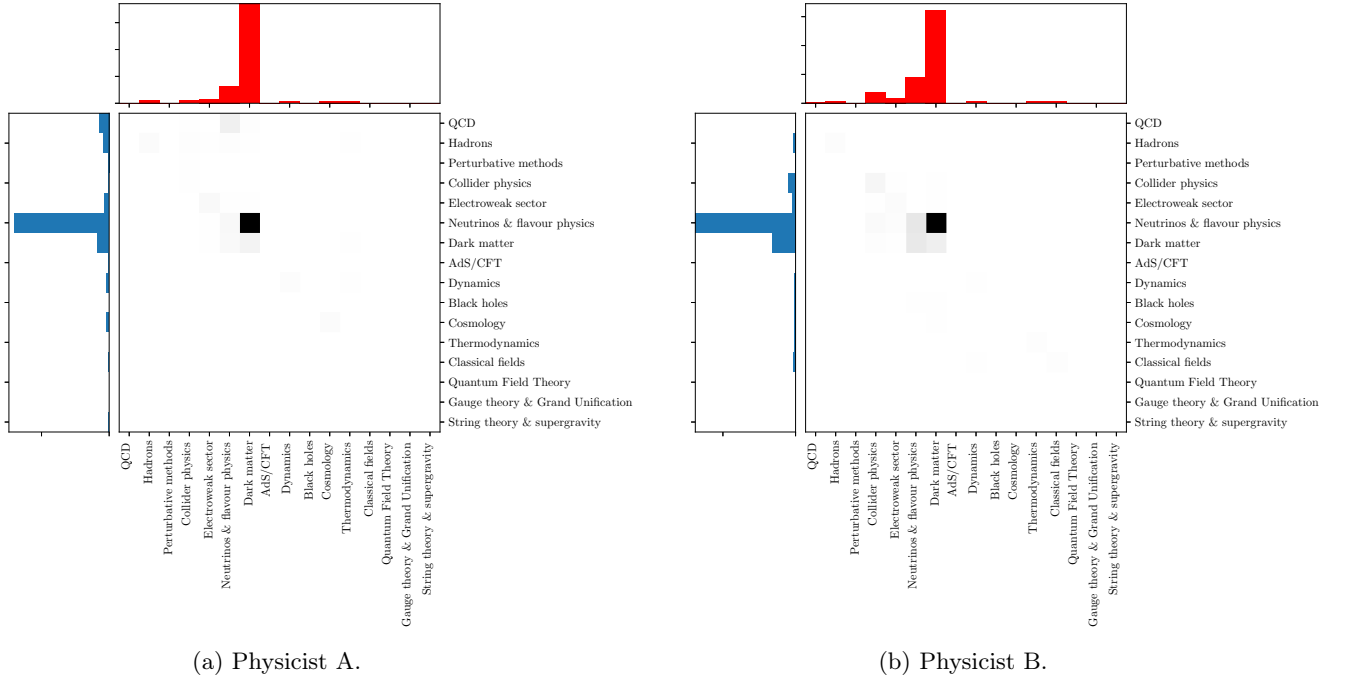 QCD
Hadrons
Perturbative methods
Collider physics
Electroweak sector
Neutrinos & flavour physics
Dark matter
AdS/CFT
Dynamics
Black holes
Cosmology
Thermodynamics
Classical fields
Quantum Field Theory
Gauge theory & Grand Unification
String theory & supergravity
QCD
Hadrons
Perturbative methods
Collider physics
Electroweak sector
Neutrinos & flavour physics
Dark matter
AdS/CFT
Dynamics
Black holes
Cosmology
Thermodynamics
Classical fields
Quantum Field Theory
Gauge theory & Grand Unification
String theory & supergravity
(a) Physicist A.
QCD
Hadrons
Perturbative methods
Collider physics
Electroweak sector
Neutrinos & flavour physics
Dark matter
AdS/CFT
Dynamics
Black holes
Cosmology
Thermodynamics
Classical fields
Quantum Field Theory
Gauge theory & Grand Unification
String theory & supergravity
QCD
Hadrons
Perturbative methods
Collider physics
Electroweak sector
Neutrinos & flavour physics
Dark matter
AdS/CFT
Dynamics
Black holes
Cosmology
Thermodynamics
Classical fields
Quantum Field Theory
Gauge theory & Grand Unification
String theory & supergravity
(b) Physicist B.